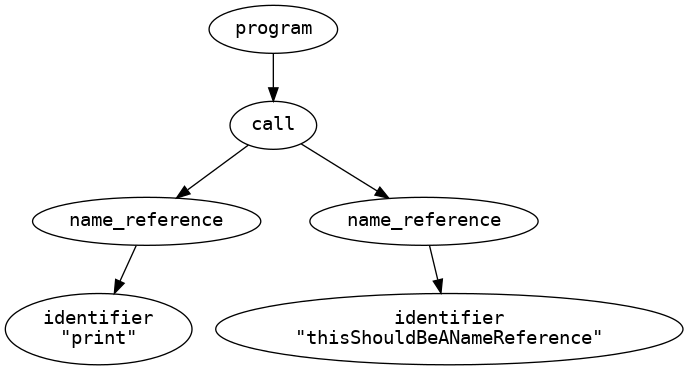 program
call
name_reference
name_reference
identifier
"print"
identifier
"thisShouldBeANameReference"